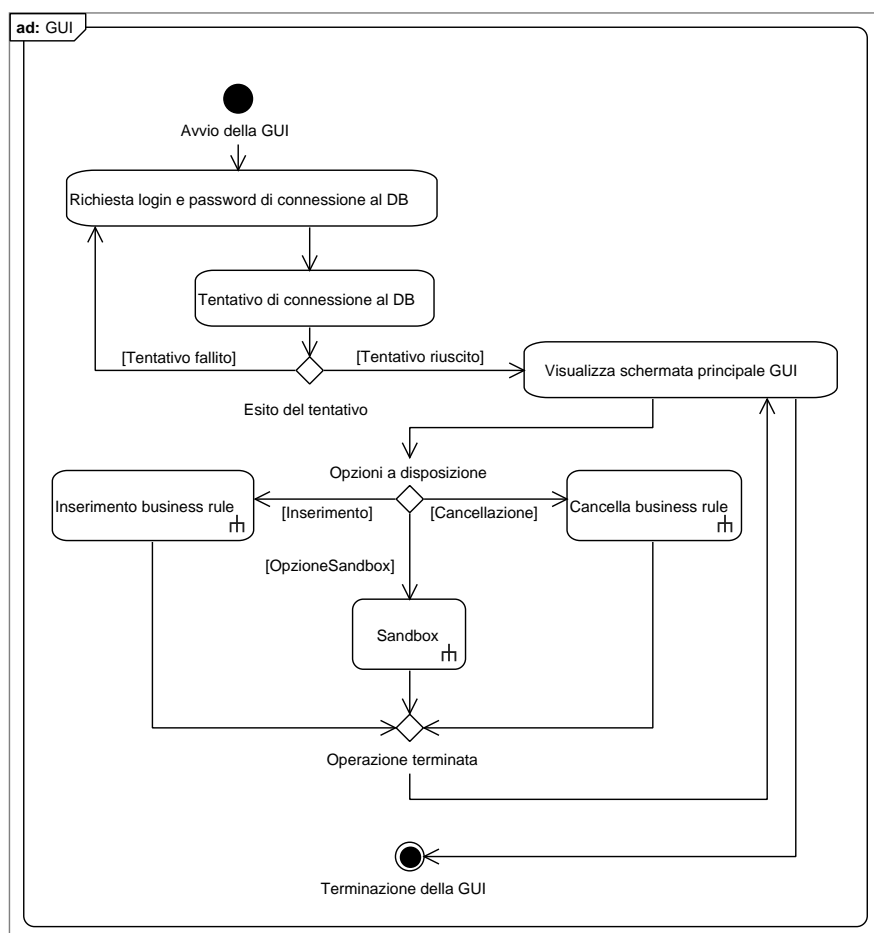 ad: GUI
Avvio della GUI
Richiesta login e password di connessione al DB
Tentativo di connessione al DB
[Tentativo fallito]
[Tentativo riuscito]
Visualizza schermata principale GUI
Esito del tentativo
Opzioni a disposizione
Inserimento business rule
[Inserimento]
[Cancellazione]
Cancella business rule
[OpzioneSandbox]
Sandbox
Operazione terminata
Terminazione della GUI